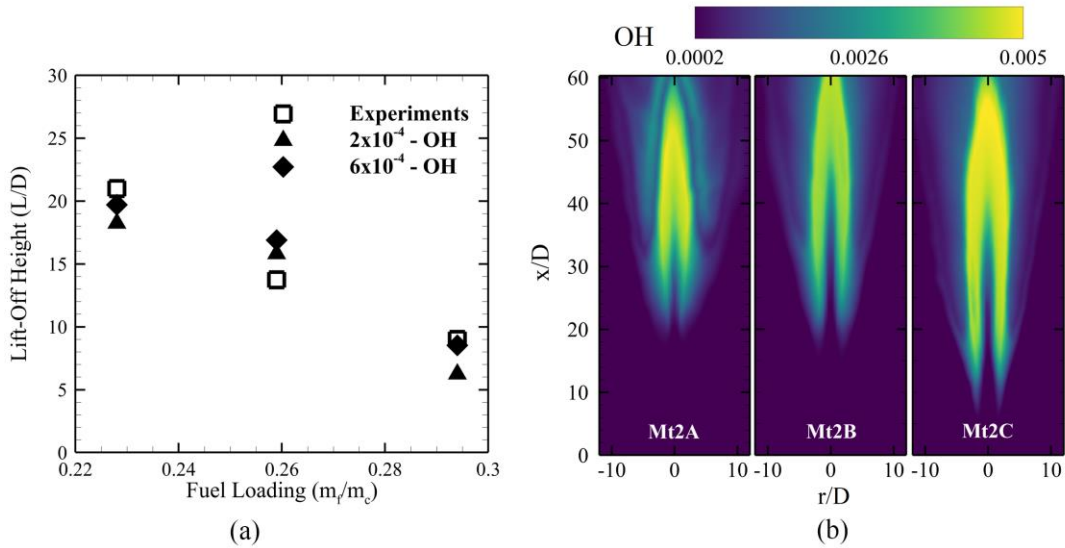 30
25
20
15
10
5
0
Lift-Off Height (L/D)
0.22
0.24
0.26
0.28
0.3
Fuel Loading (m_f/m_c)
Experiments
2x10⁻⁴ - OH
6x10⁻⁴ - OH
(a)
OH
0.0002
0.0026
0.005
60
50
40
30
20
10
0
x/D
Mt2A
Mt2B
Mt2C
-10 0 10
-10 0 10
-10 0 10
r/D
(b)